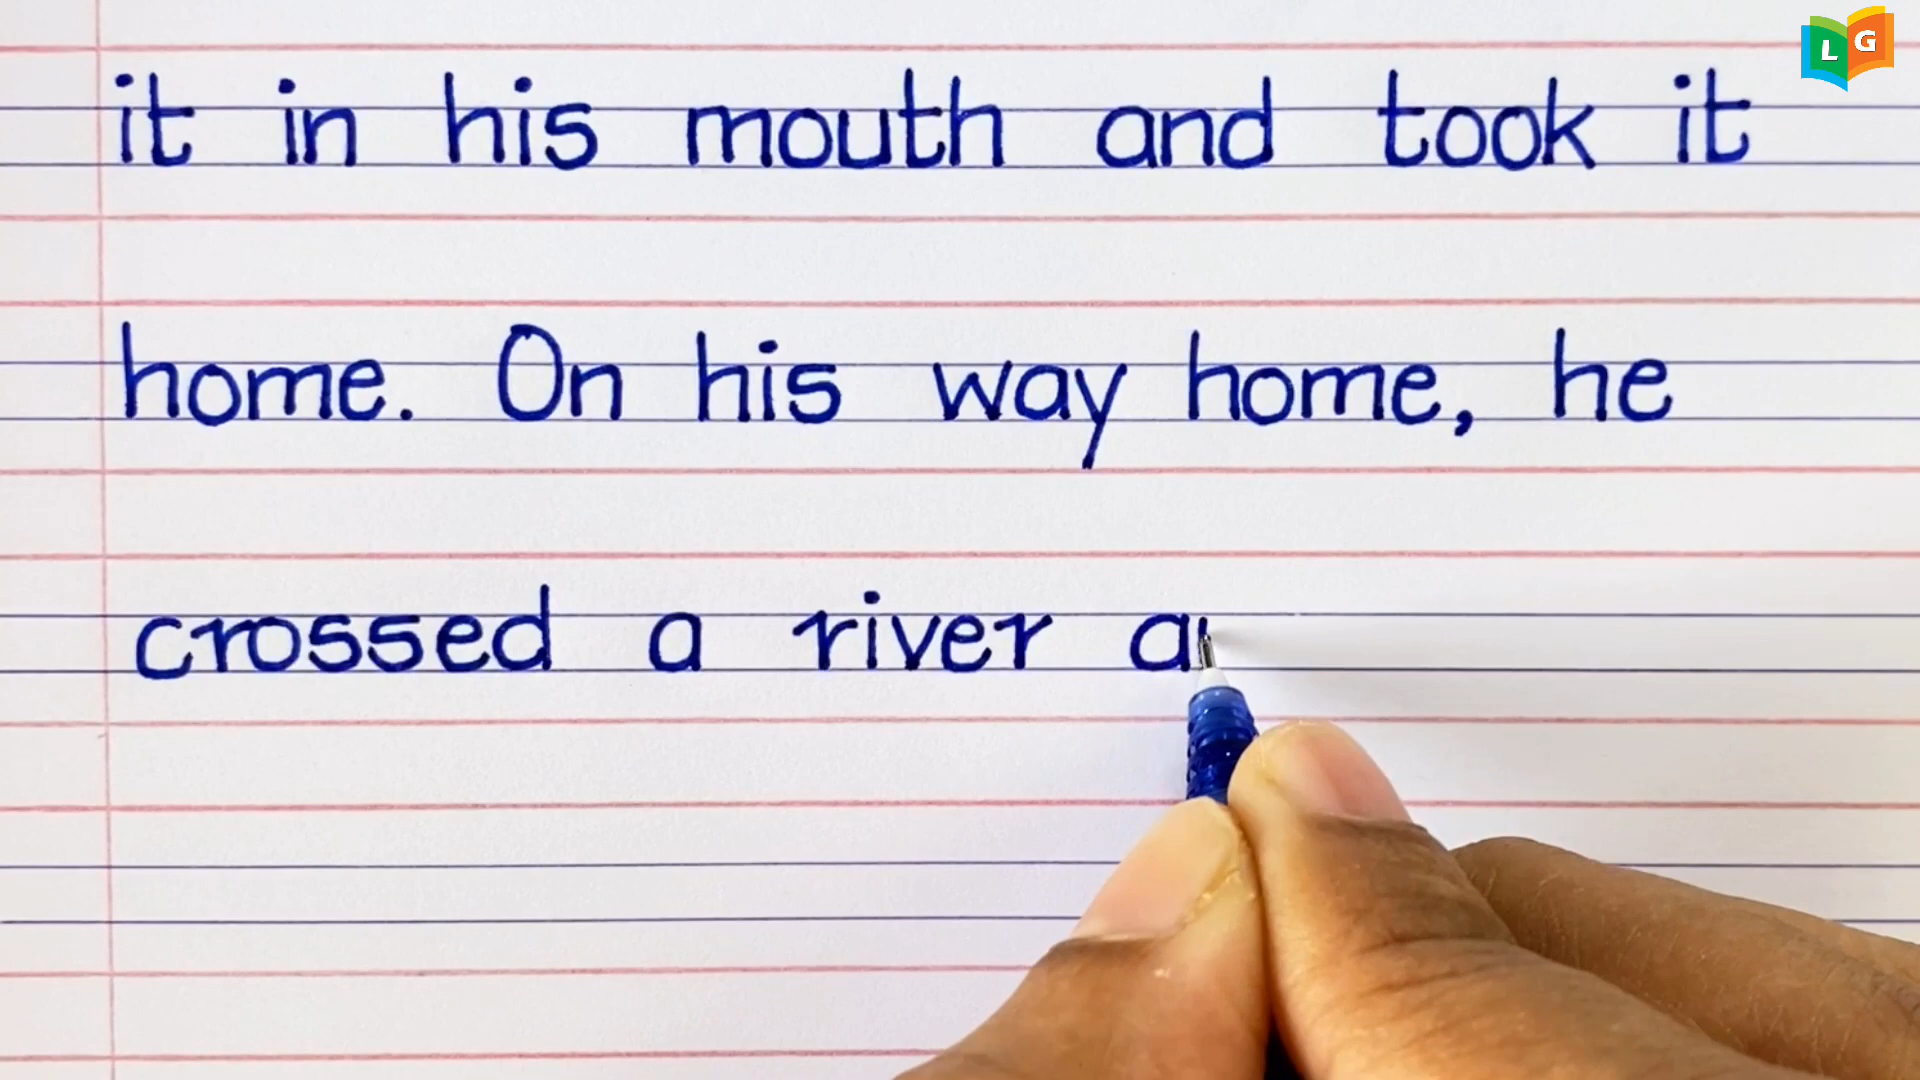 L G
it in his mouth and took it
home. On his way home, he
crossed a river a